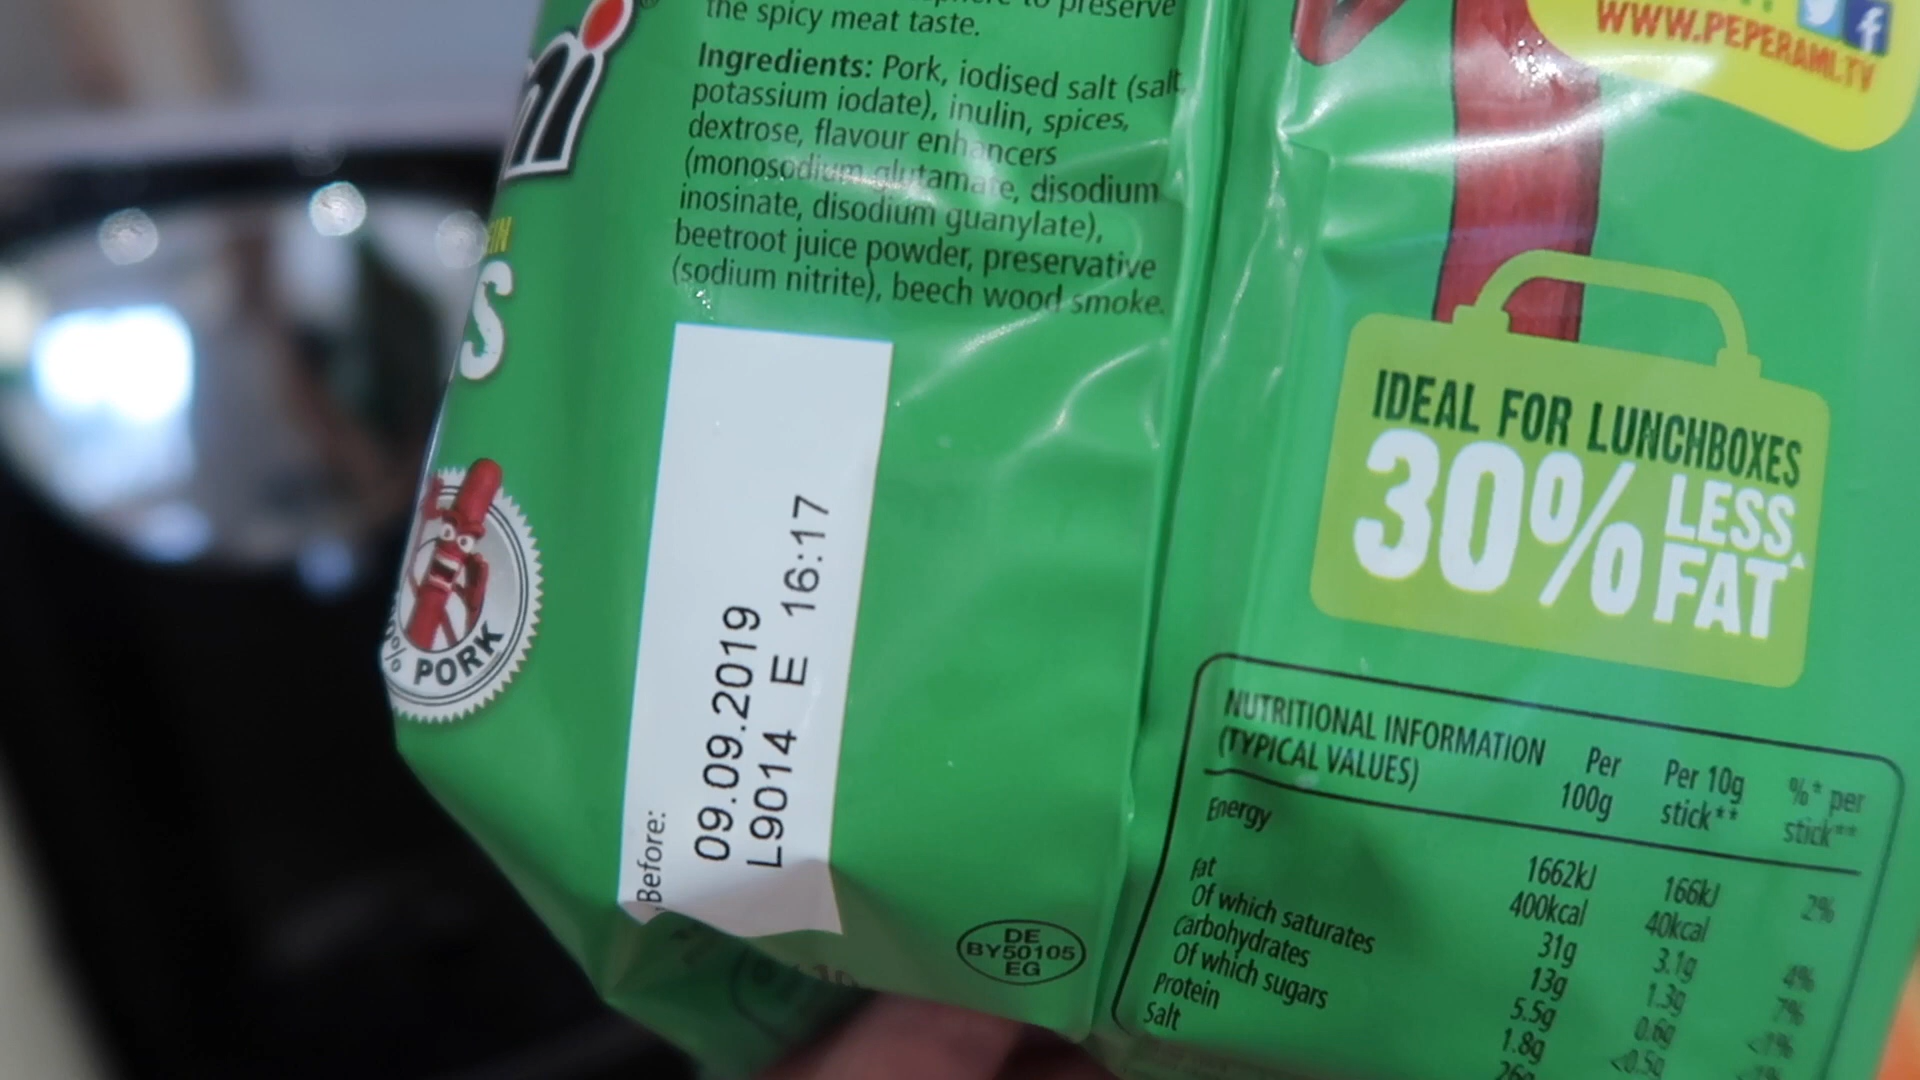 the spicy meat taste.
Ingredients: Pork, iodised salt (salt,
potassium iodate), inulin, spices,
dextrose, flavour enhancers
(monosodium glutamate, disodium
inosinate, disodium guanylate),
beetroot juice powder, preservative
(sodium nitrite), beech wood smoke.
Before:
09.09.2019
L9014 E 16:17
DE
BY50105
EG
% PORK
WWW.PEPERAMI.TV
IDEAL FOR LUNCHBOXES
30% LESS
FAT
NUTRITIONAL INFORMATION
(TYPICAL VALUES)
Per
100g
Per 10g
stick**
%* per
stick**
Energy 1662kJ 166kJ
400kcal 40kcal 2%
Fat 31g 3.1g 4%
Of which saturates 13g 1.3g 7%
Carbohydrates 5.5g 0.6g <1%
Of which sugars 1.8g <0.5g <1%
Protein 26g
Salt